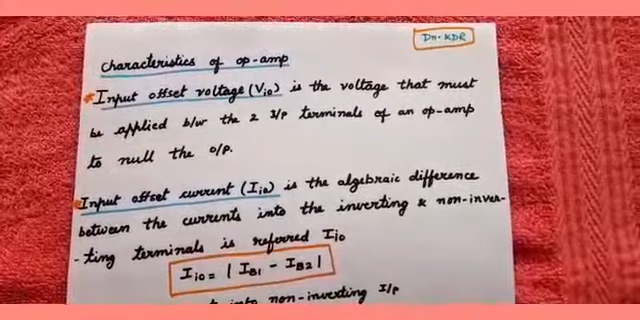 Dn. KDR
characteristics of op-amp
*Input offset voltage (Vio) is the voltage that must
be applied b/w the 2 I/P terminals of an op-amp
to null the O/P.
*Input offset current (Iio) is the algebraic difference
between the currents into the inverting & non-inver-
-ting terminals is referred Iio
Iio = | IB1 - IB2 |
into non-inverting I/P